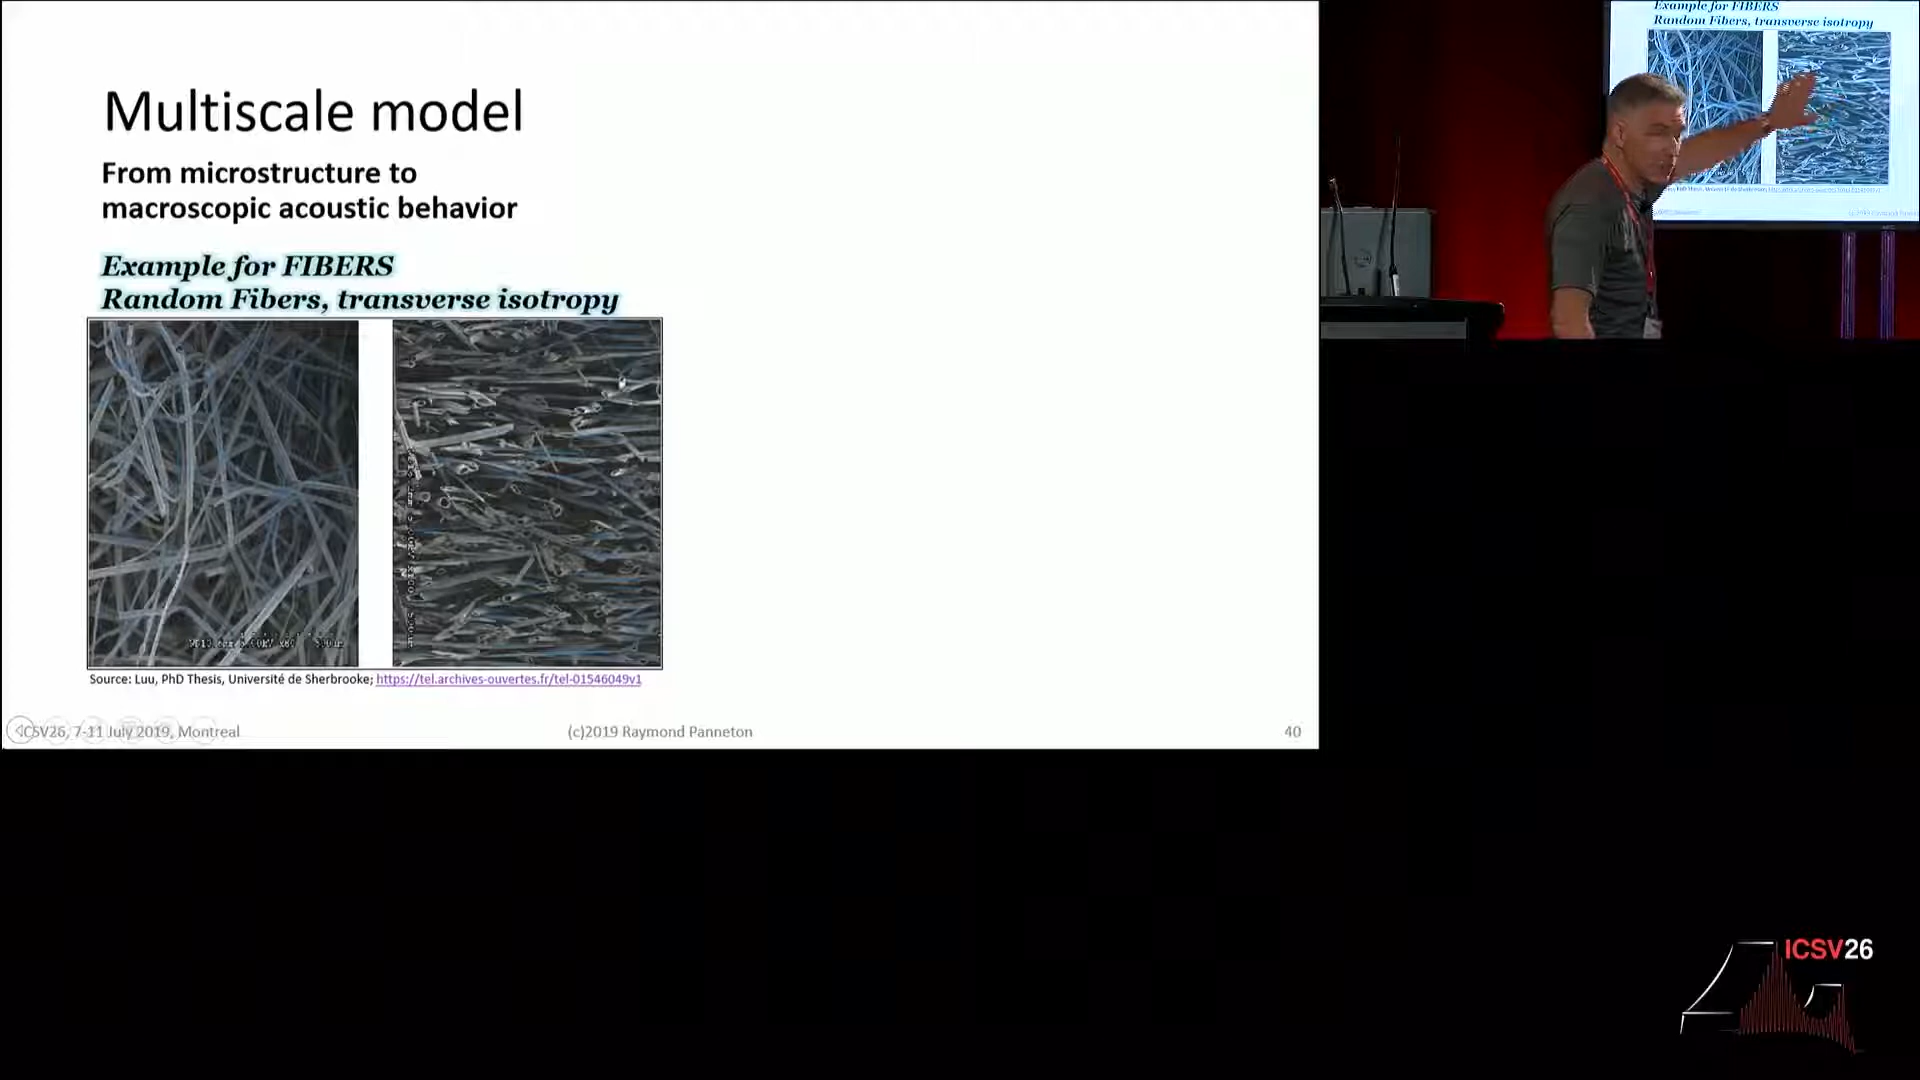 Multiscale model
From microstructure to
macroscopic acoustic behavior
Example for FIBERS
Random Fibers, transverse isotropy
Source: Luu, PhD Thesis, Université de Sherbrooke; https://tel.archives-ouvertes.fr/tel-01546049v1
ICSV26, 7-11 July 2019, Montreal
(c)2019 Raymond Panneton
40
Example for FIBERS
Random Fibers, transverse isotropy
ICSV26